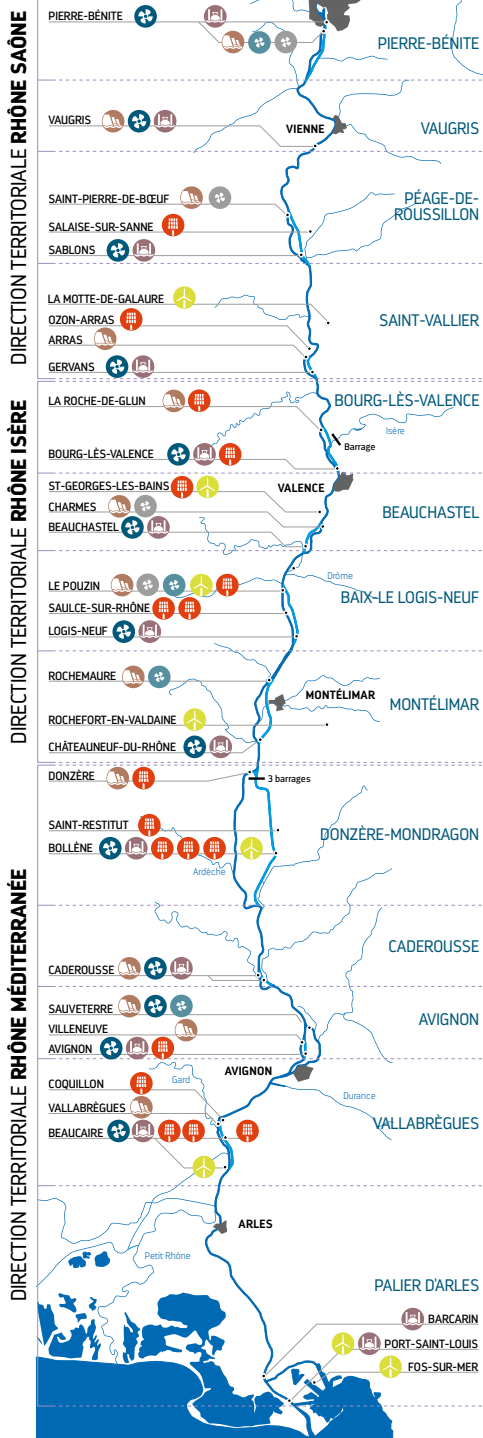 DIRECTION TERRITORIALE RHÔNE SAÔNE
PIERRE-BÉNITE
PIERRE-BÉNITE
VAUGRIS
VIENNE
VAUGRIS
SAINT-PIERRE-DE-BŒUF
PÉAGE-DE-
ROUSSILLON
SALAISE-SUR-SANNE
SABLONS
LA MOTTE-DE-GALAURE
OZON-ARRAS
SAINT-VALLIER
ARRAS
GERVANS
DIRECTION TERRITORIALE RHÔNE ISÈRE
LA ROCHE-DE-GLUN
BOURG-LÈS-VALENCE
Isère
Barrage
BOURG-LÈS-VALENCE
ST-GEORGES-LES-BAINS
VALENCE
CHARMES
BEAUCHASTEL
BEAUCHASTEL
Drôme
LE POUZIN
BAIX-LE LOGIS-NEUF
SAULCE-SUR-RHÔNE
LOGIS-NEUF
ROCHEMAURE
MONTÉLIMAR
MONTÉLIMAR
ROCHEFORT-EN-VALDAINE
CHÂTEAUNEUF-DU-RHÔNE
DIRECTION TERRITORIALE RHÔNE MÉDITERRANÉE
DONZÈRE
3 barrages
SAINT-RESTITUT
DONZÈRE-MONDRAGON
BOLLÈNE
Ardèche
CADEROUSSE
CADEROUSSE
SAUVETERRE
AVIGNON
VILLENEUVE
AVIGNON
AVIGNON
COQUILLON
Gard
Durance
VALLABRÈGUES
VALLABRÈGUES
BEAUCAIRE
ARLES
Petit Rhône
PALIER D'ARLES
BARCARIN
PORT-SAINT-LOUIS
FOS-SUR-MER